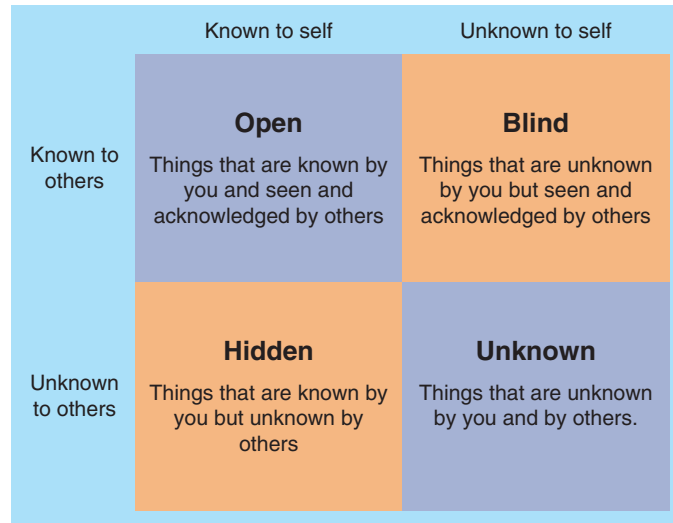 Known to self
Unknown to self
Known to
others
Open
Things that are known by
you and seen and
acknowledged by others
Blind
Things that are unknown
by you but seen and
acknowledged by others
Unknown
to others
Hidden
Things that are known by
you but unknown by
others
Unknown
Things that are unknown
by you and by others.